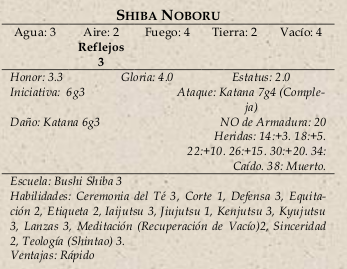 SHIBA NOBORU
Agua: 3 Aire: 2 Fuego: 4 Tierra: 2 Vacío: 4
Reflejos
3
Honor: 3.3 Gloria: 4.0 Estatus: 2.0
Iniciativa: 6g3 Ataque: Katana 7g4 (Comple-
ja)
Daño: Katana 6g3 NO de Armadura: 20
Heridas: 14:+3. 18:+5.
22:+10. 26:+15. 30:+20. 34:
Caído. 38: Muerto.
Escuela: Bushi Shiba 3
Habilidades: Ceremonia del Té 3, Corte 1, Defensa 3, Equita-
ción 2, Etiqueta 2, Iaijutsu 3, Jiujutsu 1, Kenjutsu 3, Kyujutsu
3, Lanzas 3, Meditación (Recuperación de Vacío)2, Sinceridad
2, Teología (Shintao) 3.
Ventajas: Rápido